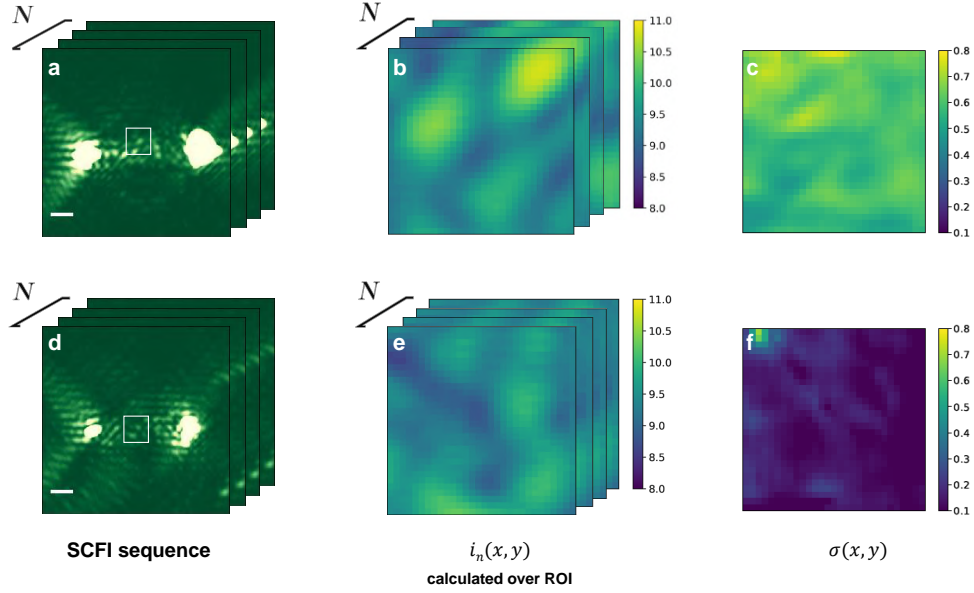 N
a
N
b
11.0
10.5
10.0
9.5
9.0
8.5
8.0
c
0.8
0.7
0.6
0.5
0.4
0.3
0.2
0.1
N
d
N
e
11.0
10.5
10.0
9.5
9.0
8.5
8.0
f
0.8
0.7
0.6
0.5
0.4
0.3
0.2
0.1
SCFI sequence
i_n(x, y)
calculated over ROI
σ(x, y)